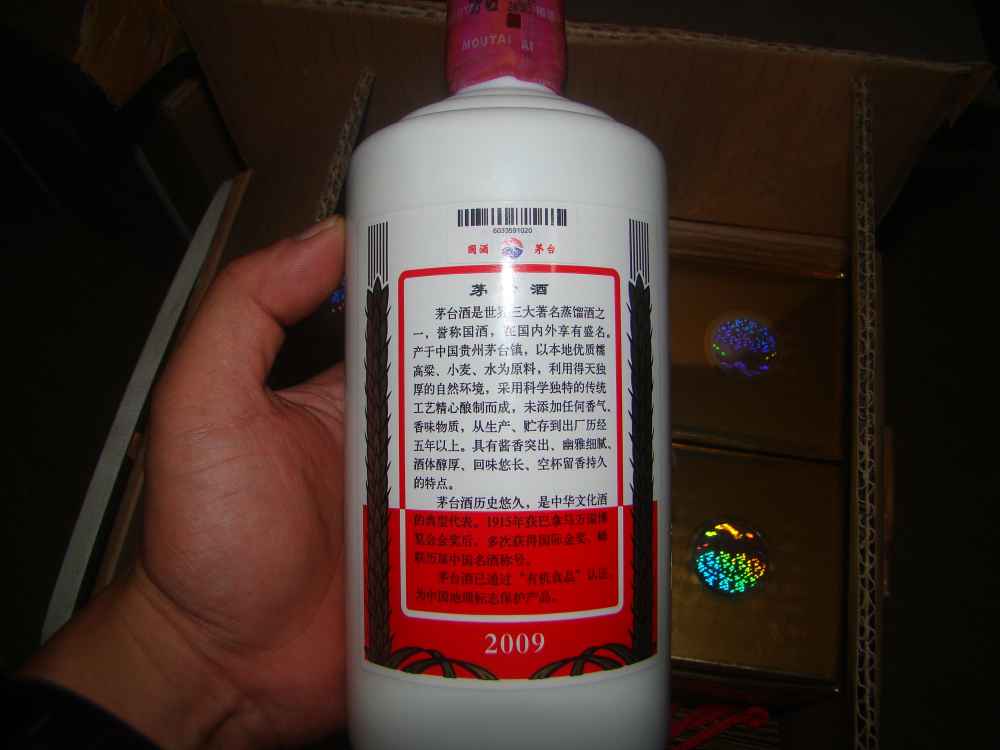 MOUTAI
6033591020
国酒 茅台
茅台酒
茅台酒是世界三大著名蒸馏酒之
一，誉称国酒，在国内外享有盛名。
产于中国贵州茅台镇，以本地优质糯
高粱、小麦、水为原料，利用得天独
厚的自然环境，采用科学独特的传统
工艺精心酿制而成，未添加任何香气、
香味物质，从生产、贮存到出厂历经
五年以上。具有酱香突出、幽雅细腻、
酒体醇厚、回味悠长、空杯留香持久
的特点。
茅台酒历史悠久，是中华文化酒
的典型代表。1915年获巴拿马万国博
览会金奖后，多次获得国际金奖，蝉
联历届中国名酒称号。
茅台酒已通过“有机食品”认证
为中国地理标志保护产品。
2009